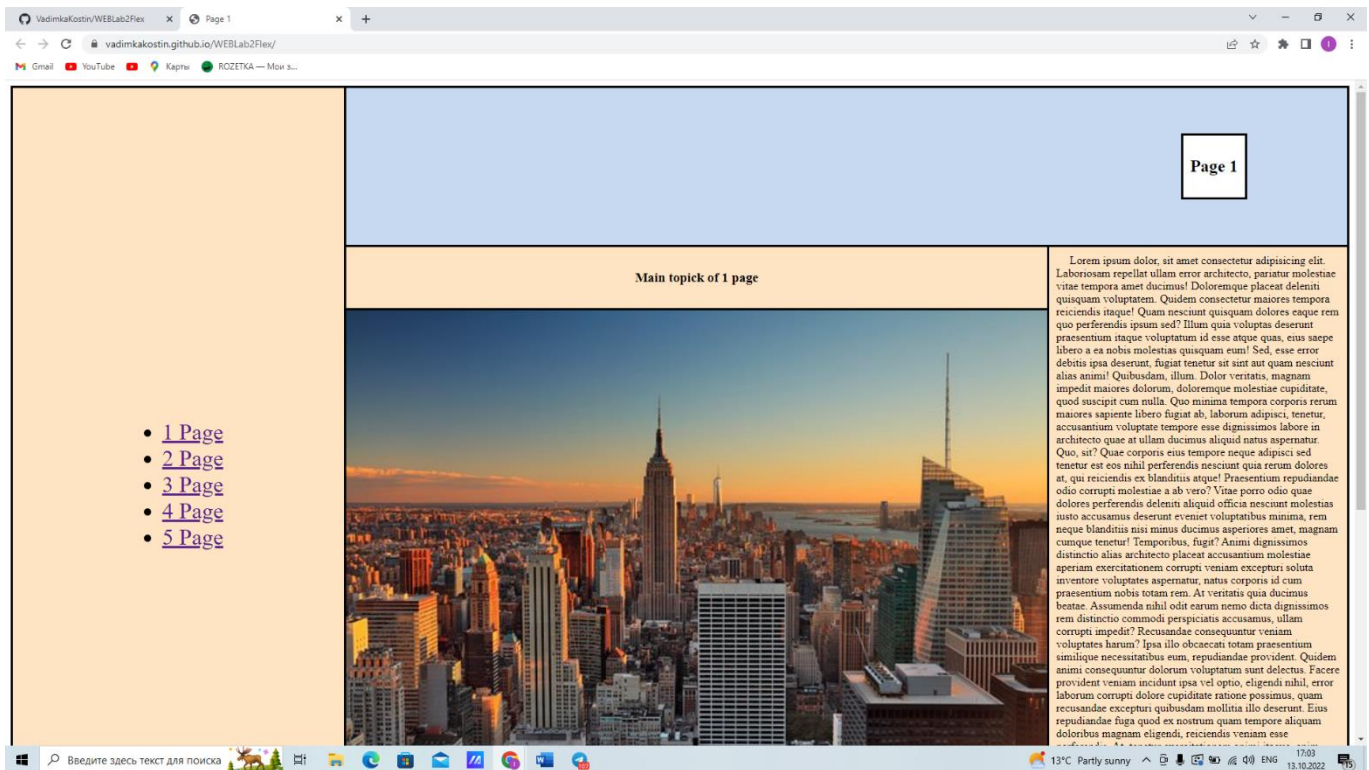 VadimkaKostin/WEBLab2Flex
Page 1
vadimkakostin.github.io/WEBLab2Flex/
I
Gmail
YouTube
Карты
ROZETKA — Мои з...
Page 1
Main topick of 1 page
1 Page
2 Page
3 Page
4 Page
5 Page
Lorem ipsum dolor, sit amet consectetur adipisicing elit.
Laboriosam repellat ullam error architecto, pariatur molestiae
vitae tempora amet ducimus! Doloremque placeat deleniti
quisquam voluptatem. Quidem consectetur maiores tempora
reiciendis itaque! Quam nesciunt quisquam dolores eaque rem
quo perferendis ipsum sed? Illum quia voluptas deserunt
praesentium itaque voluptatum id esse atque quas, eius saepe
libero a ea nobis molestias quisquam eum! Sed, esse error
debitis ipsa deserunt, fugiat tenetur sit sint aut quam nesciunt
alias animi! Quibusdam, illum. Dolor veritatis, magnam
impedit maiores dolorum, doloremque molestiae cupiditate,
quod suscipit cum nulla. Quo minima tempora corporis rerum
maiores sapiente libero fugiat ab, laborum adipisci, tenetur,
accusantium voluptate tempore esse dignissimos labore in
architecto quae at ullam ducimus aliquid natus aspernatur.
Quo, sit? Quae corporis eius tempore neque adipisci sed
tenetur est eos nihil perferendis nesciunt quia rerum dolores
at, qui reiciendis ex blanditiis atque! Praesentium repudiandae
odio corrupti molestiae a ab vero? Vitae porro odio quae
dolores perferendis deleniti aliquid officia nesciunt molestias
iusto accusamus deserunt eveniet voluptatibus minima, rem
neque blanditiis nisi minus ducimus asperiores amet, magnam
cumque tenetur! Temporibus, fugit? Animi dignissimos
distinctio alias architecto placeat accusantium molestiae
aperiam exercitationem corrupti veniam excepturi soluta
inventore voluptates aspernatur, natus corporis id cum
praesentium nobis totam rem. At veritatis quia ducimus
beatae. Assumenda nihil odit earum nemo dicta dignissimos
rem distinctio commodi perspiciatis accusamus, ullam
corrupti impedit? Recusandae consequuntur veniam
voluptates harum? Ipsa illo obcaecati totam praesentium
similique necessitatibus eum, repudiandae provident. Quidem
animi consequuntur dolorum voluptatum sunt delectus. Facere
provident veniam incidunt ipsa vel optio, eligendi nihil, error
laborum corrupti dolore cupiditate ratione possimus, quam
recusandae excepturi quibusdam mollitia illo deserunt. Eius
repudiandae fuga quod ex nostrum quam tempore aliquam
doloribus magnam eligendi, reiciendis veniam esse
Введите здесь текст для поиска
13°C Partly sunny
ENG
17:03
13.10.2022